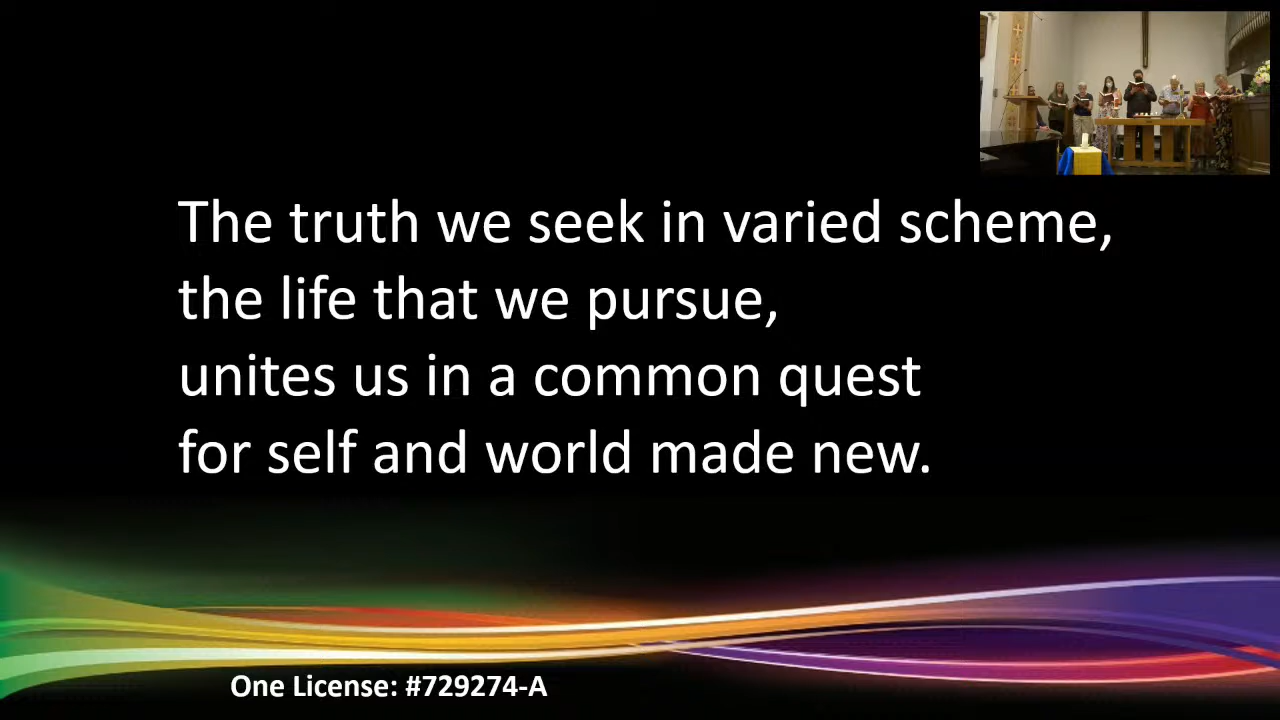 The truth we seek in varied scheme,
the life that we pursue,
unites us in a common quest
for self and world made new.
One License: #729274-A